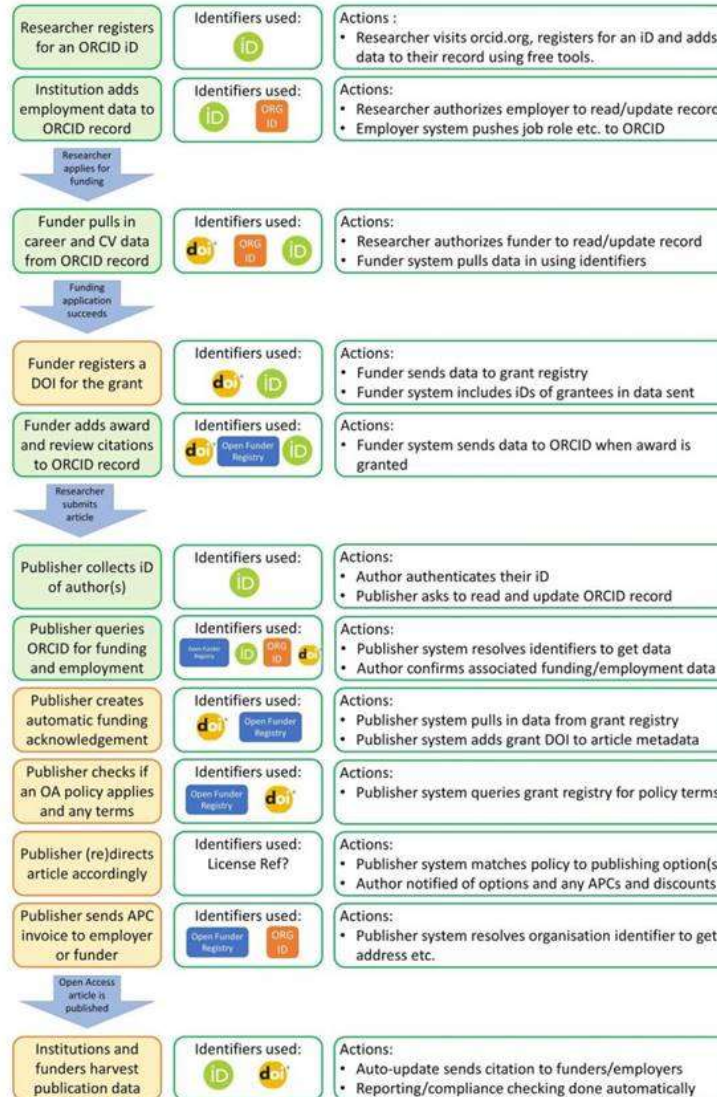 Researcher registers
for an ORCID iD
Identifiers used:
iD
Actions :
• Researcher visits orcid.org, registers for an iD and adds
data to their record using free tools.
Institution adds
employment data to
ORCID record
Identifiers used:
iD
ORG
ID
Actions:
• Researcher authorizes employer to read/update record
• Employer system pushes job role etc. to ORCID
Researcher
applies for
funding
Funder pulls in
career and CV data
from ORCID record
Identifiers used:
doi
ORG
ID
iD
Actions:
• Researcher authorizes funder to read/update record
• Funder system pulls data in using identifiers
Funding
application
succeeds
Funder registers a
DOI for the grant
Identifiers used:
doi
iD
Actions:
• Funder sends data to grant registry
• Funder system includes iDs of grantees in data sent
Funder adds award
and review citations
to ORCID record
Identifiers used:
doi
Open Funder
Registry
iD
Actions:
• Funder system sends data to ORCID when award is
granted
Researcher
submits
article
Publisher collects iD
of author(s)
Identifiers used:
iD
Actions:
• Author authenticates their iD
• Publisher asks to read and update ORCID record
Publisher queries
ORCID for funding
and employment
Identifiers used:
Open Funder
Registry
iD
ORG
ID
doi
Actions:
• Publisher system resolves identifiers to get data
• Author confirms associated funding/employment data
Publisher creates
automatic funding
acknowledgement
Identifiers used:
doi
Open Funder
Registry
Actions:
• Publisher system pulls in data from grant registry
• Publisher system adds grant DOI to article metadata
Publisher checks if
an OA policy applies
and any terms
Identifiers used:
Open Funder
Registry
doi
Actions:
• Publisher system queries grant registry for policy terms
Publisher (re)directs
article accordingly
Identifiers used:
License Ref?
Actions:
• Publisher system matches policy to publishing option(s
• Author notified of options and any APCs and discounts
Publisher sends APC
invoice to employer
or funder
Identifiers used:
Open Funder
Registry
ORG
ID
Actions:
• Publisher system resolves organisation identifier to get
address etc.
Open Access
article is
published
Institutions and
funders harvest
publication data
Identifiers used:
iD
doi
Actions:
• Auto-update sends citation to funders/employers
• Reporting/compliance checking done automatically